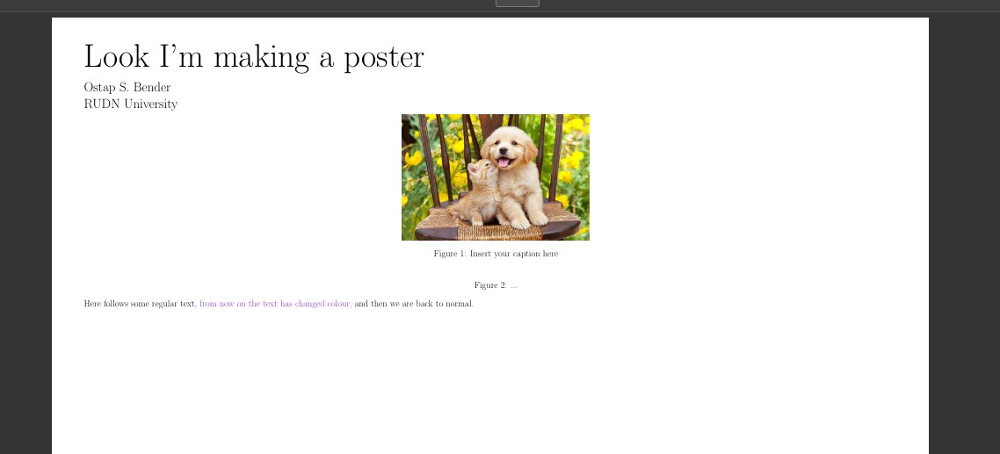 Look I'm making a poster
Ostap S. Bender
RUDN University
Figure 1: Insert your caption here
Figure 2: ...
Here follows some regular text, from now on the text has changed colour, and then we are back to normal.